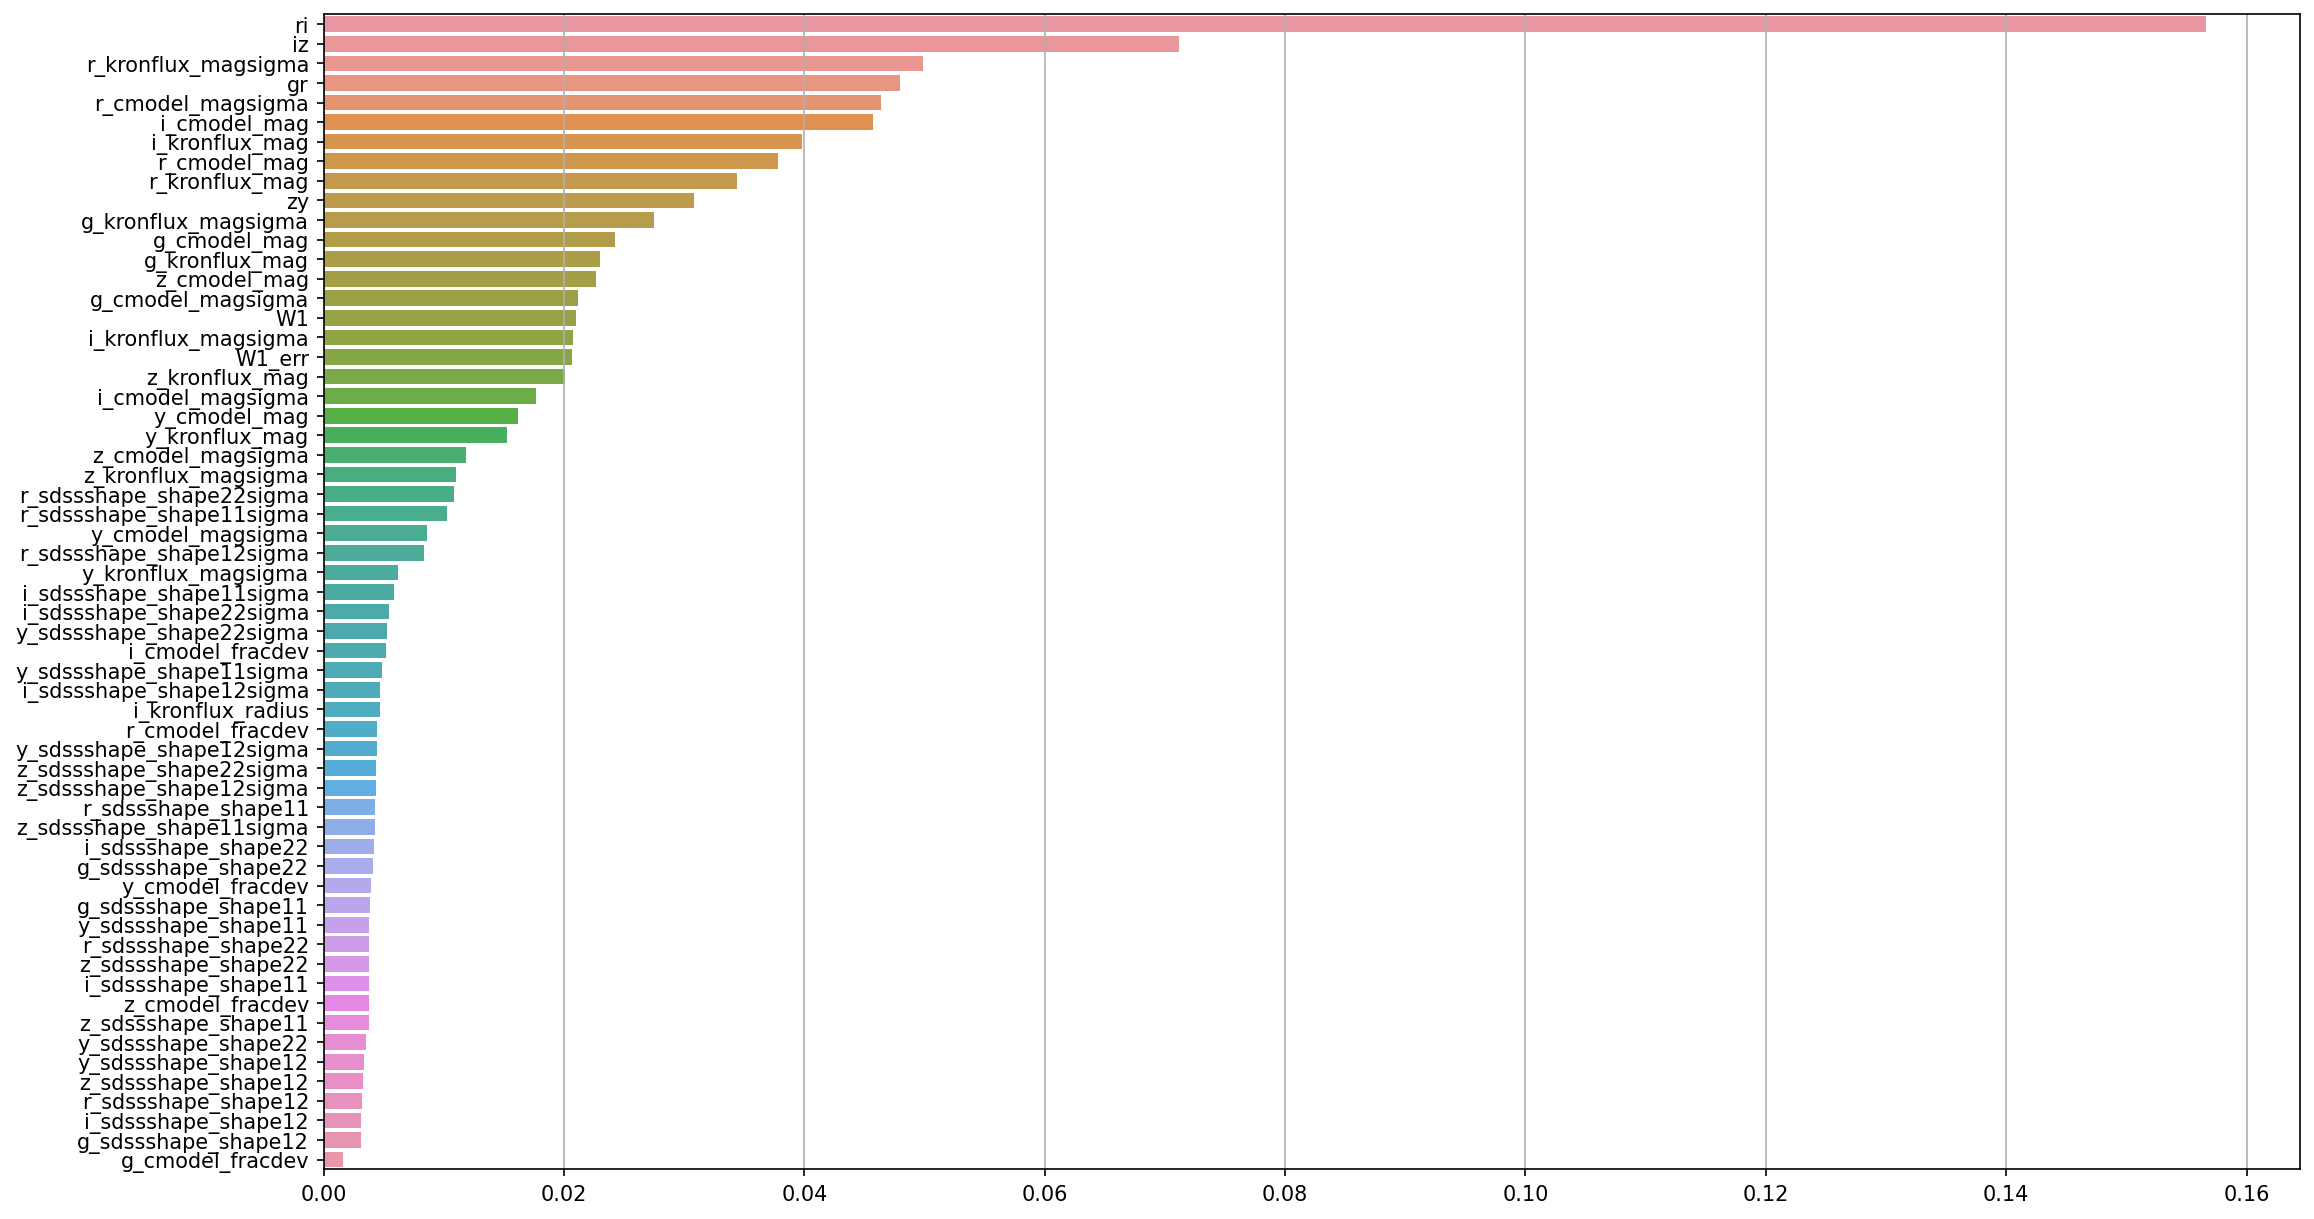 ri
iz
r_kronflux_magsigma
gr
r_cmodel_magsigma
i_cmodel_mag
i_kronflux_mag
r_cmodel_mag
r_kronflux_mag
zy
g_kronflux_magsigma
g_cmodel_mag
g_kronflux_mag
z_cmodel_mag
g_cmodel_magsigma
W1
i_kronflux_magsigma
W1_err
z_kronflux_mag
i_cmodel_magsigma
y_cmodel_mag
y_kronflux_mag
z_cmodel_magsigma
z_kronflux_magsigma
r_sdssshape_shape22sigma
r_sdssshape_shape11sigma
y_cmodel_magsigma
r_sdssshape_shape12sigma
y_kronflux_magsigma
i_sdssshape_shape11sigma
i_sdssshape_shape22sigma
y_sdssshape_shape22sigma
i_cmodel_fracdev
y_sdssshape_shape11sigma
i_sdssshape_shape12sigma
i_kronflux_radius
r_cmodel_fracdev
y_sdssshape_shape12sigma
z_sdssshape_shape22sigma
z_sdssshape_shape12sigma
r_sdssshape_shape11
z_sdssshape_shape11sigma
i_sdssshape_shape22
g_sdssshape_shape22
y_cmodel_fracdev
g_sdssshape_shape11
y_sdssshape_shape11
r_sdssshape_shape22
z_sdssshape_shape22
i_sdssshape_shape11
z_cmodel_fracdev
z_sdssshape_shape11
y_sdssshape_shape22
y_sdssshape_shape12
z_sdssshape_shape12
r_sdssshape_shape12
i_sdssshape_shape12
g_sdssshape_shape12
g_cmodel_fracdev
0.00 0.02 0.04 0.06 0.08 0.10 0.12 0.14 0.16